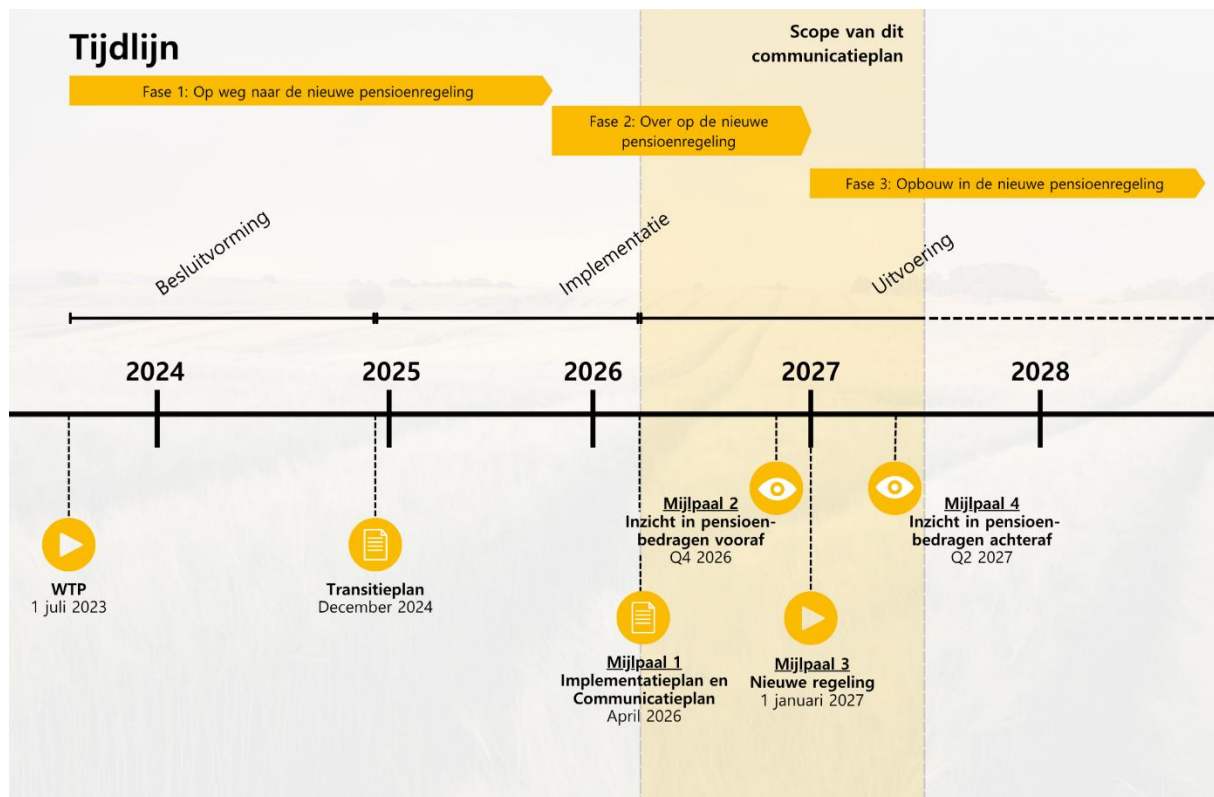 Tijdlijn
Scope van dit
communicatieplan
Fase 1: Op weg naar de nieuwe pensioenregeling
Fase 2: Over op de nieuwe
pensioenregeling
Fase 3: Opbouw in de nieuwe pensioenregeling
Besluitvorming
Implementatie
Uitvoering
2024
2025
2026
2027
2028
WTP
1 juli 2023
Transitieplan
December 2024
Mijlpaal 1
Implementatieplan en
Communicatieplan
April 2026
Mijlpaal 2
Inzicht in pensioen-
bedragen vooraf
Q4 2026
Mijlpaal 3
Nieuwe regeling
1 januari 2027
Mijlpaal 4
Inzicht in pensioen-
bedragen achteraf
Q2 2027